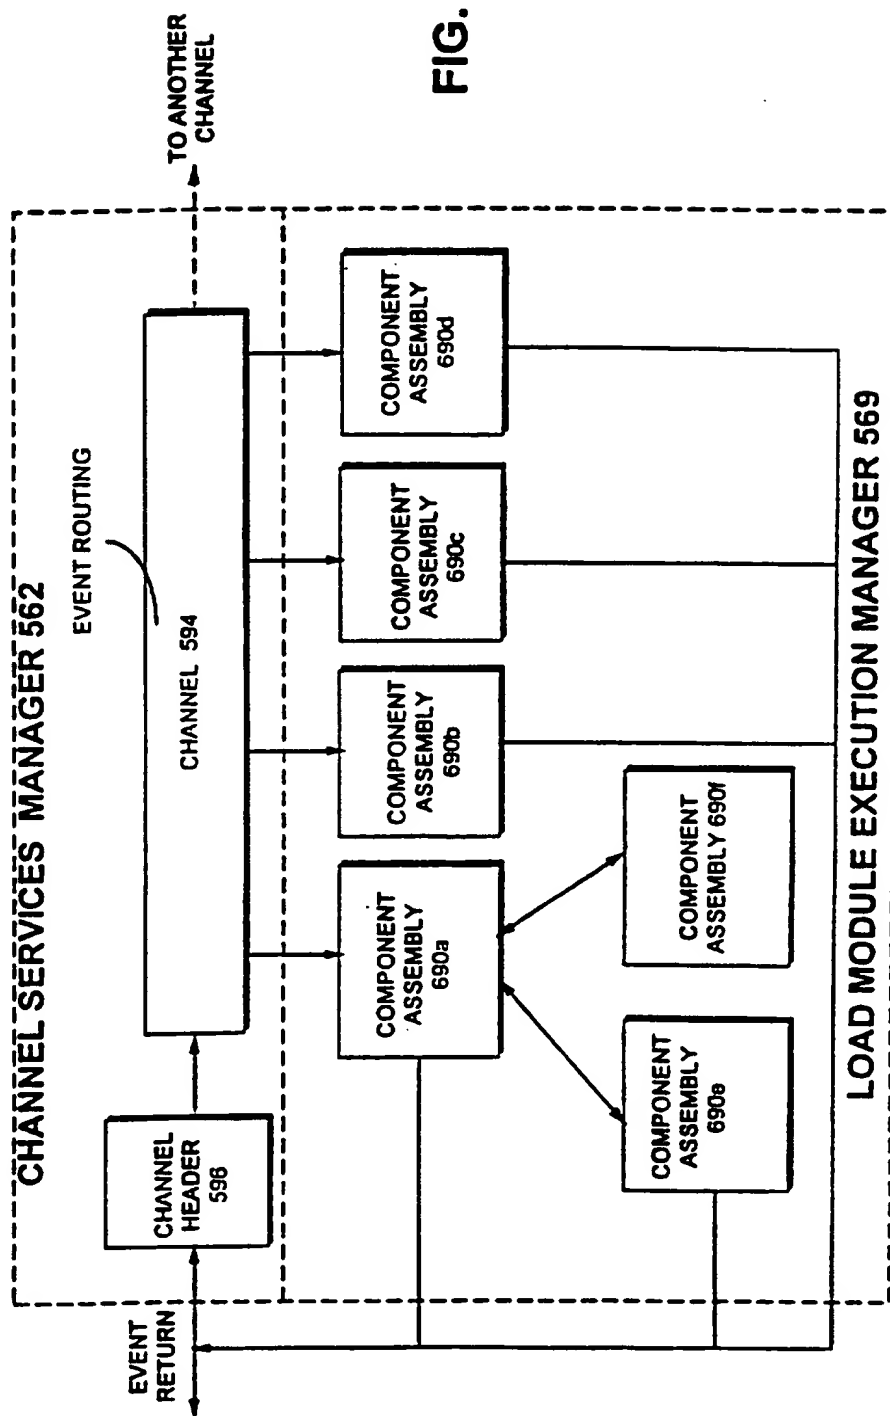 CHANNEL SERVICES MANAGER 562
EVENT ROUTING
TO ANOTHER
CHANNEL
EVENT
RETURN
CHANNEL
HEADER
596
CHANNEL 594
COMPONENT
ASSEMBLY
690a
COMPONENT
ASSEMBLY
690b
COMPONENT
ASSEMBLY
690c
COMPONENT
ASSEMBLY
690d
COMPONENT
ASSEMBLY
690e
COMPONENT
ASSEMBLY 690f
LOAD MODULE EXECUTION MANAGER 569
FIG.